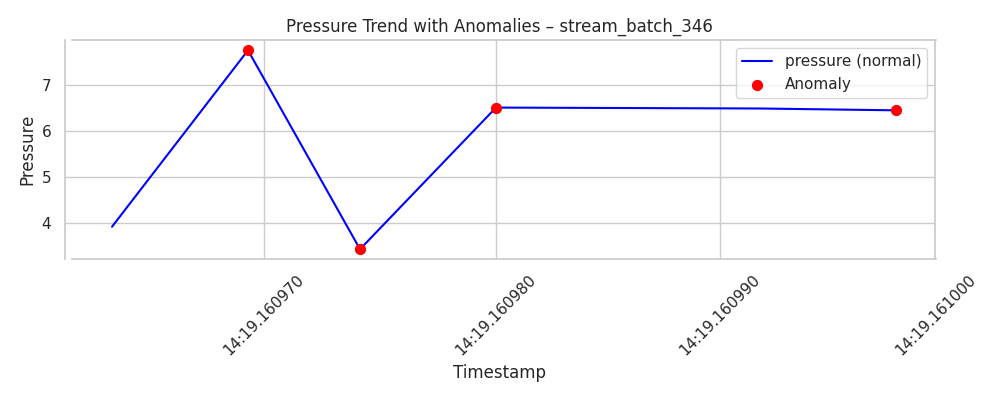 Pressure Trend with Anomalies – stream_batch_346
pressure (normal)
Anomaly
Pressure
7
6
5
4
14:19.160970
14:19.160980
14:19.160990
14:19.161000
Timestamp